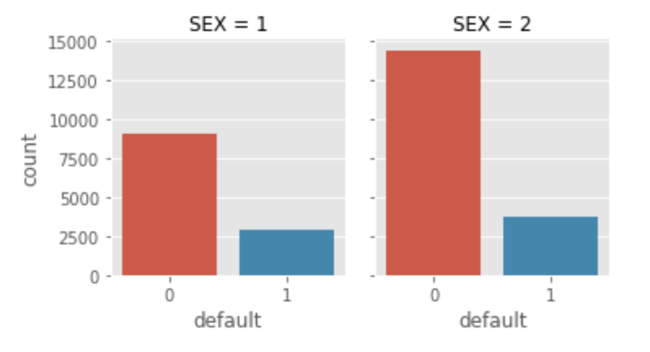 SEX = 1
SEX = 2
15000
12500
10000
7500
5000
2500
0
count
0 1
0 1
default
default